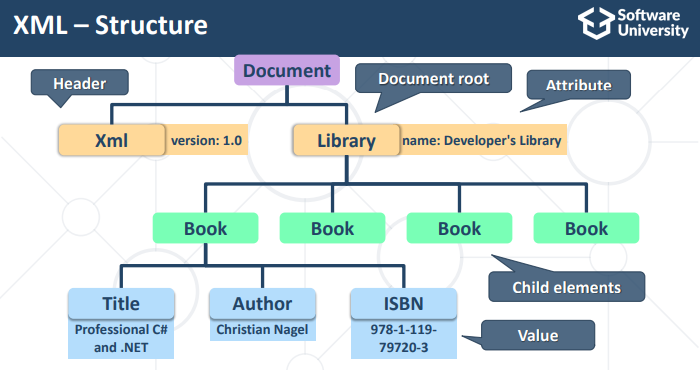 XML – Structure
Software
University
Document
Header
Document root
Attribute
Xml
version: 1.0
Library
name: Developer's Library
Book
Book
Book
Book
Child elements
Title
Author
ISBN
Professional C#
and .NET
Christian Nagel
978-1-119-
79720-3
Value